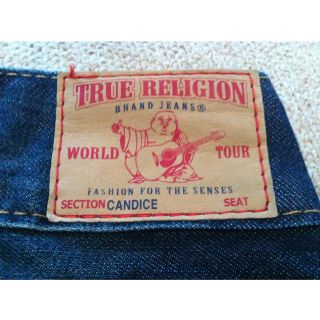 TRUE RELIGION
BRAND JEANS®
WORLD TOUR
FASHION FOR THE SENSES
SECTION CANDICE SEAT